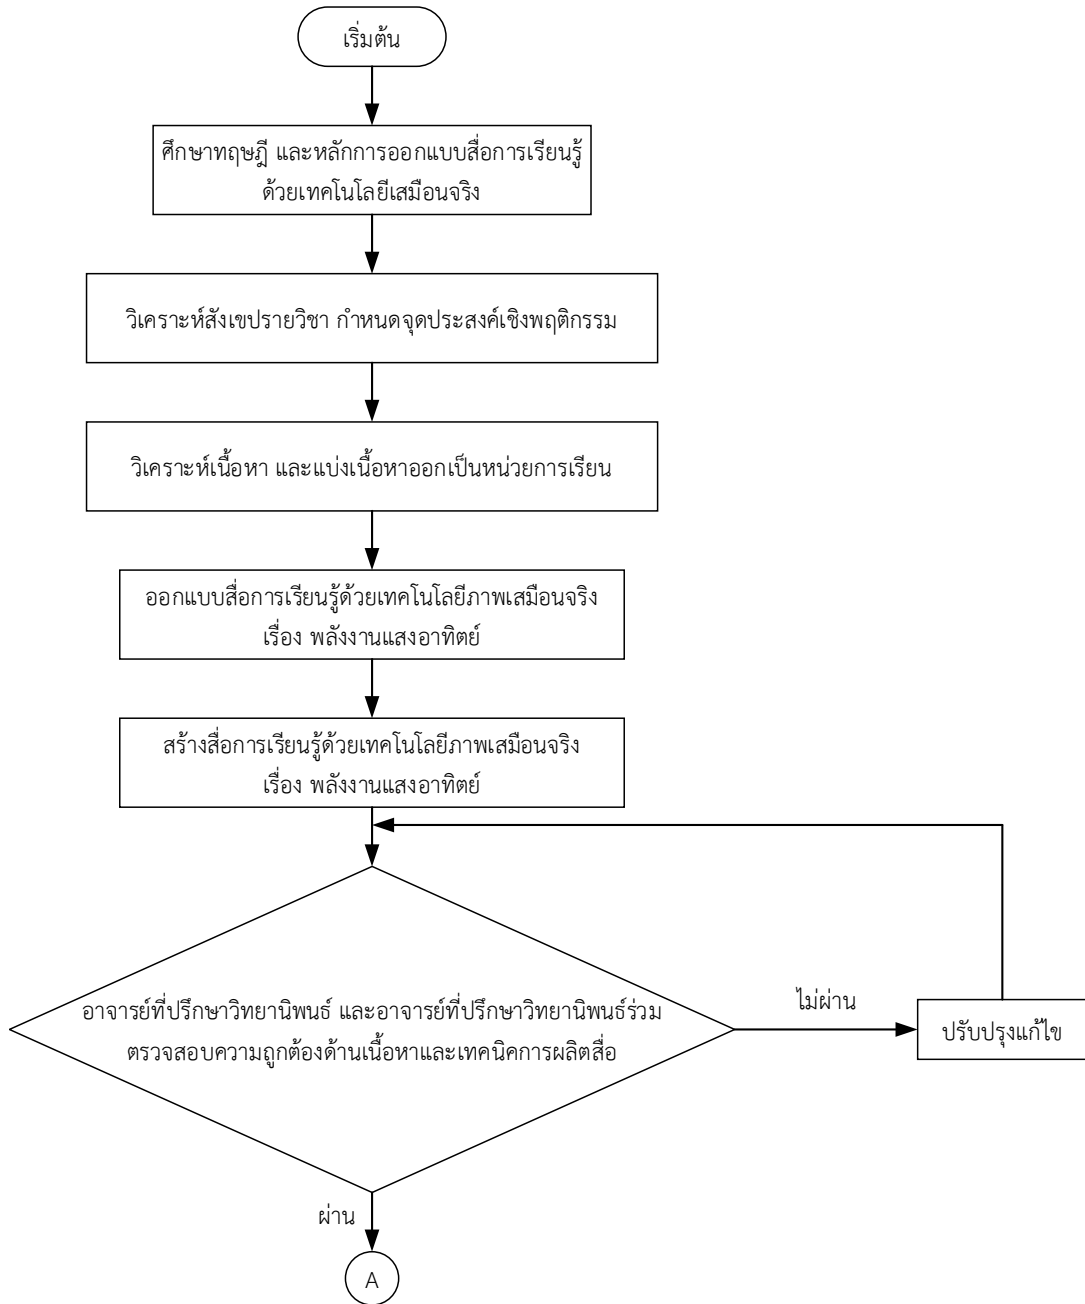 เริ่มต้น
ศึกษาทฤษฎี และหลักการออกแบบสื่อการเรียนรู้
ด้วยเทคโนโลยีเสมือนจริง
วิเคราะห์สังเขปรายวิชา กำหนดจุดประสงค์เชิงพฤติกรรม
วิเคราะห์เนื้อหา และแบ่งเนื้อหาออกเป็นหน่วยการเรียน
ออกแบบสื่อการเรียนรู้ด้วยเทคโนโลยีภาพเสมือนจริง
เรื่อง พลังงานแสงอาทิตย์
สร้างสื่อการเรียนรู้ด้วยเทคโนโลยีภาพเสมือนจริง
เรื่อง พลังงานแสงอาทิตย์
อาจารย์ที่ปรึกษาวิทยานิพนธ์ และอาจารย์ที่ปรึกษาวิทยานิพนธ์ร่วม
ตรวจสอบความถูกต้องด้านเนื้อหาและเทคนิคการผลิตสื่อ
ไม่ผ่าน
ปรับปรุงแก้ไข
ผ่าน
A